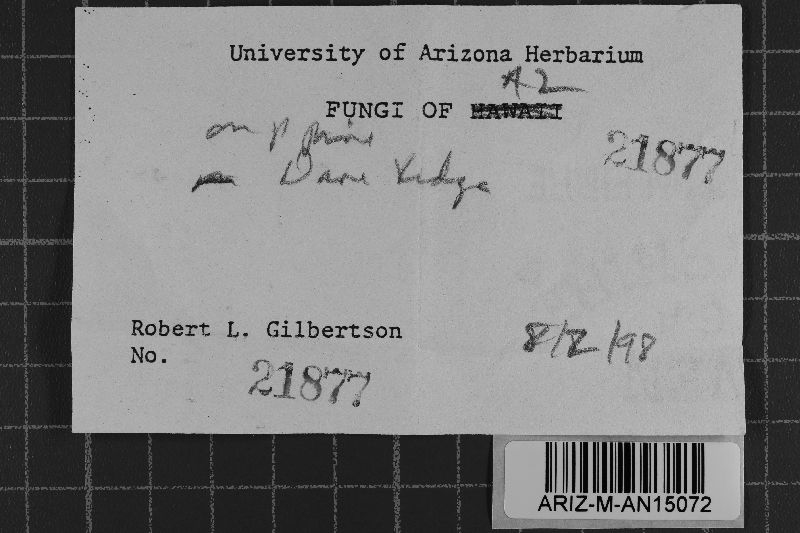 University of Arizona Herbarium
AZ
FUNGI OF HAWAII
on p pine
21877
Robert L. Gilbertson
No. 21877
8/2/98
ARIZ-M-AN15072